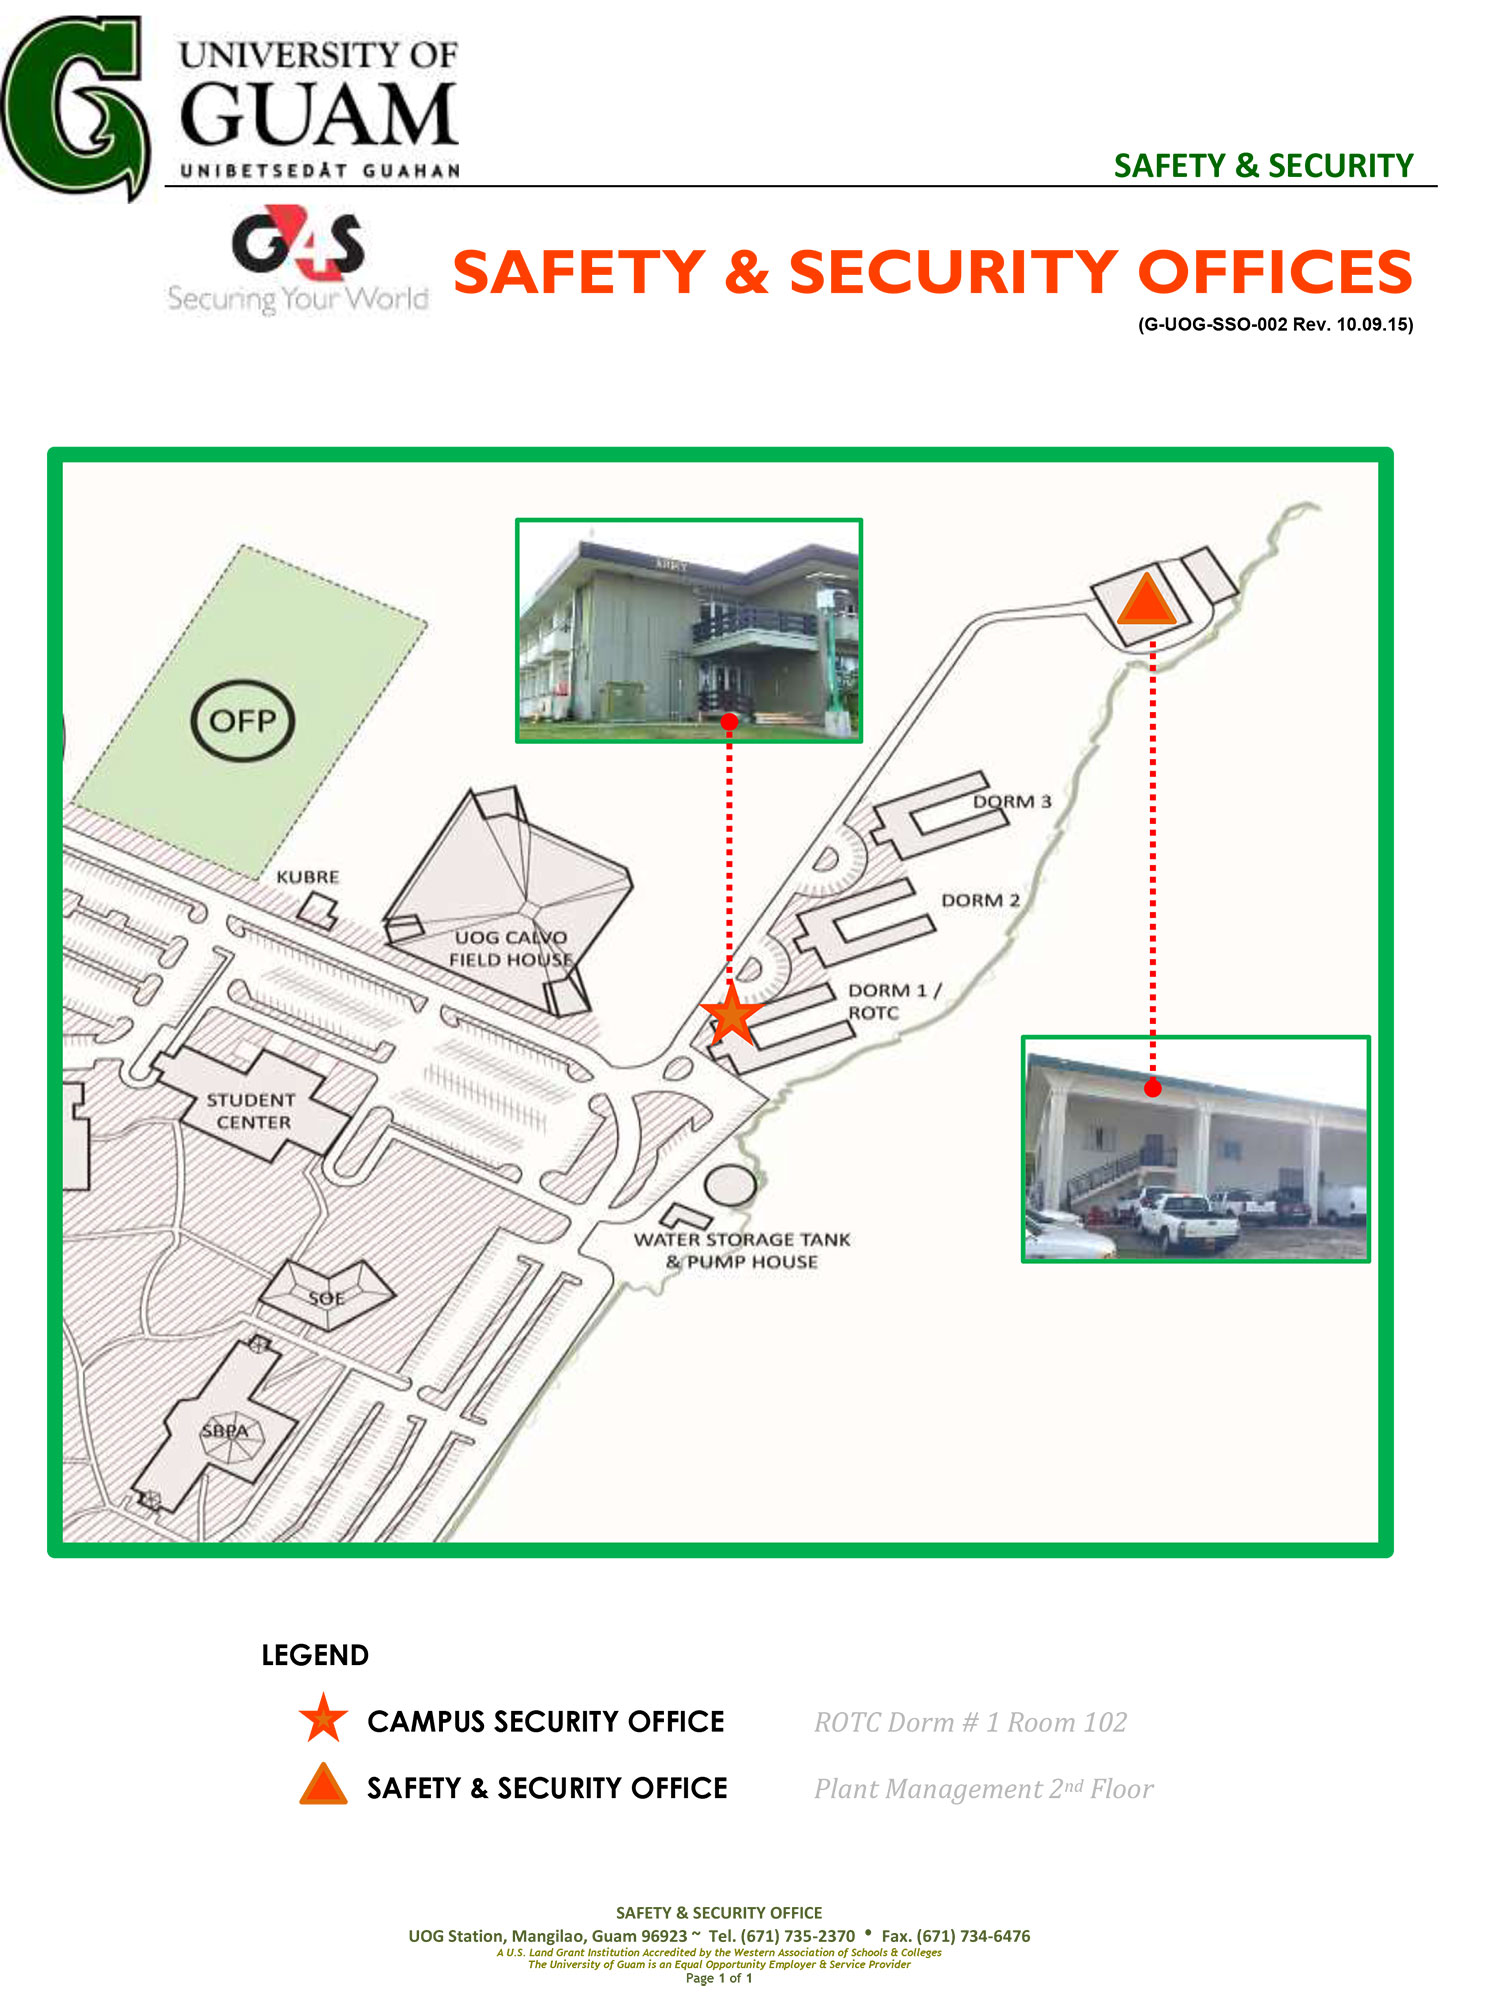 UNIVERSITY OF
GUAM
UNIBETSEDÅT GUAHAN
SAFETY & SECURITY
G4S
Securing Your World
SAFETY & SECURITY OFFICES
(G-UOG-SSO-002 Rev. 10.09.15)
OFP
KUBRE
UOG CALVO
FIELD HOUSE
DORM 3
DORM 2
DORM 1 /
ROTC
STUDENT
CENTER
WATER STORAGE TANK
& PUMP HOUSE
SOE
SBPA
LEGEND
CAMPUS SECURITY OFFICE ROTC Dorm # 1 Room 102
SAFETY & SECURITY OFFICE Plant Management 2nd Floor
SAFETY & SECURITY OFFICE
UOG Station, Mangilao, Guam 96923 ~ Tel. (671) 735-2370 • Fax. (671) 734-6476
A U.S. Land Grant Institution Accredited by the Western Association of Schools & Colleges
The University of Guam is an Equal Opportunity Employer & Service Provider
Page 1 of 1